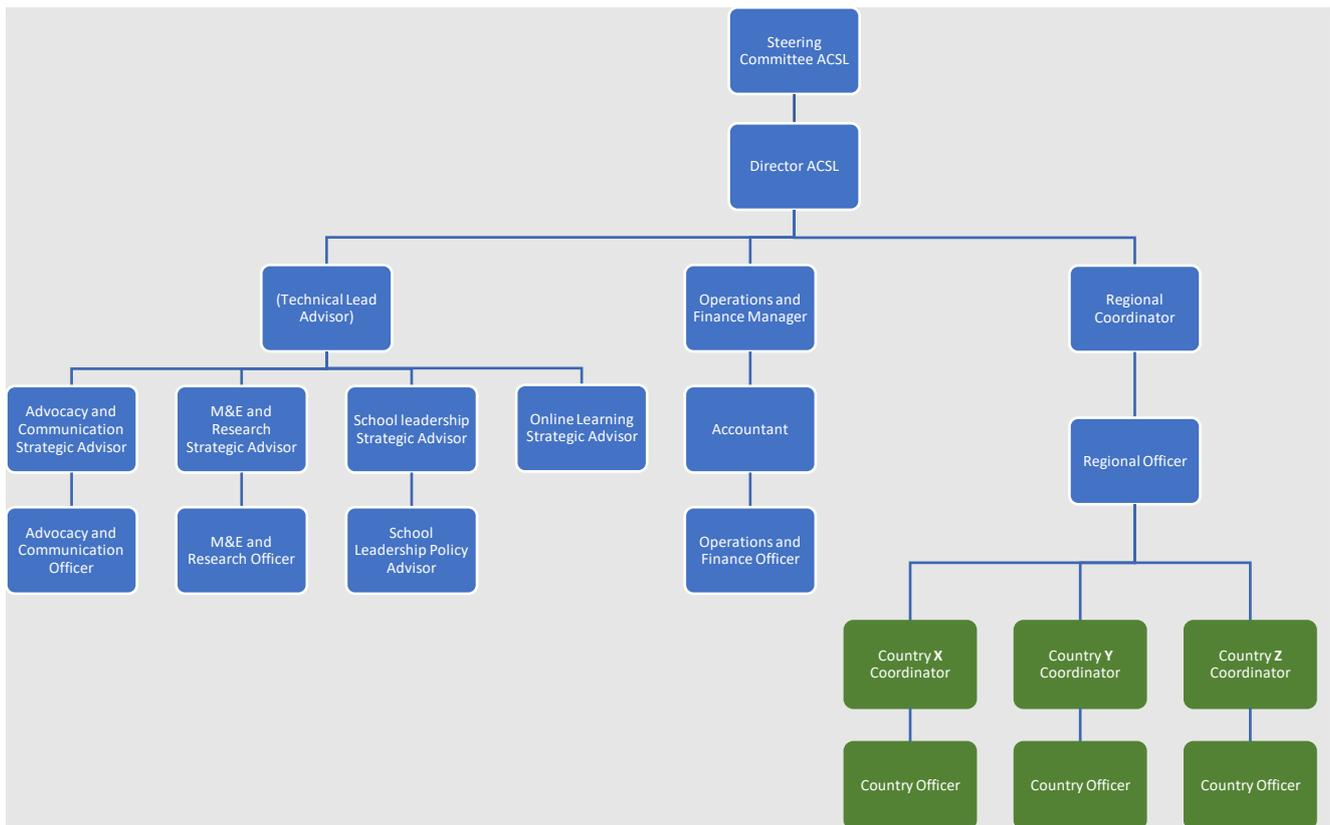 Steering
Committee ACSL
Director ACSL
(Technical Lead
Advisor)
Operations and
Finance Manager
Regional
Coordinator
Advocacy and
Communication
Strategic Advisor
M&E and
Research
Strategic Advisor
School leadership
Strategic Advisor
Online Learning
Strategic Advisor
Accountant
Regional Officer
Advocacy and
Communication
Officer
M&E and
Research Officer
School
Leadership Policy
Advisor
Operations and
Finance Officer
Country X
Coordinator
Country Y
Coordinator
Country Z
Coordinator
Country Officer
Country Officer
Country Officer